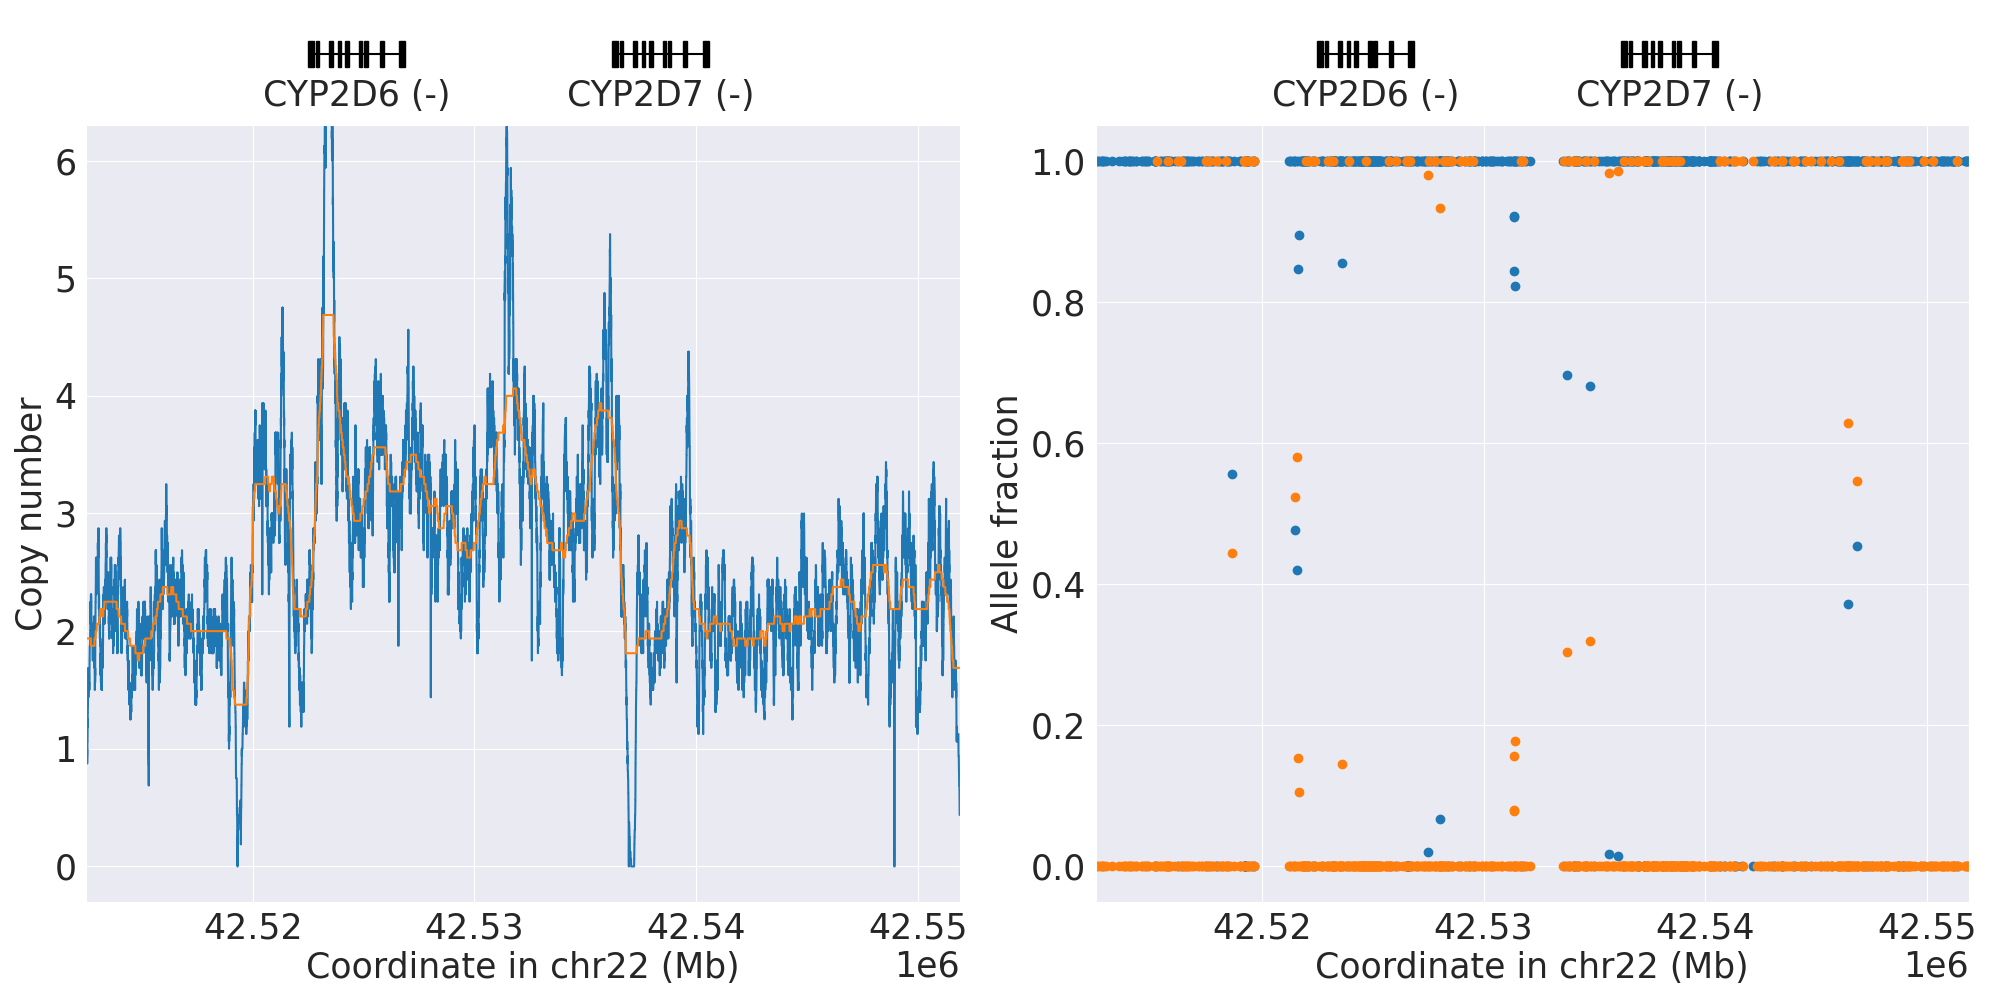 CYP2D6 (-) CYP2D7 (-)
6
5
4
3
2
1
0
Copy number
42.52 42.53 42.54 42.55
Coordinate in chr22 (Mb) 1e6
CYP2D6 (-) CYP2D7 (-)
1.0
0.8
0.6
0.4
0.2
0.0
Allele fraction
42.52 42.53 42.54 42.55
Coordinate in chr22 (Mb) 1e6